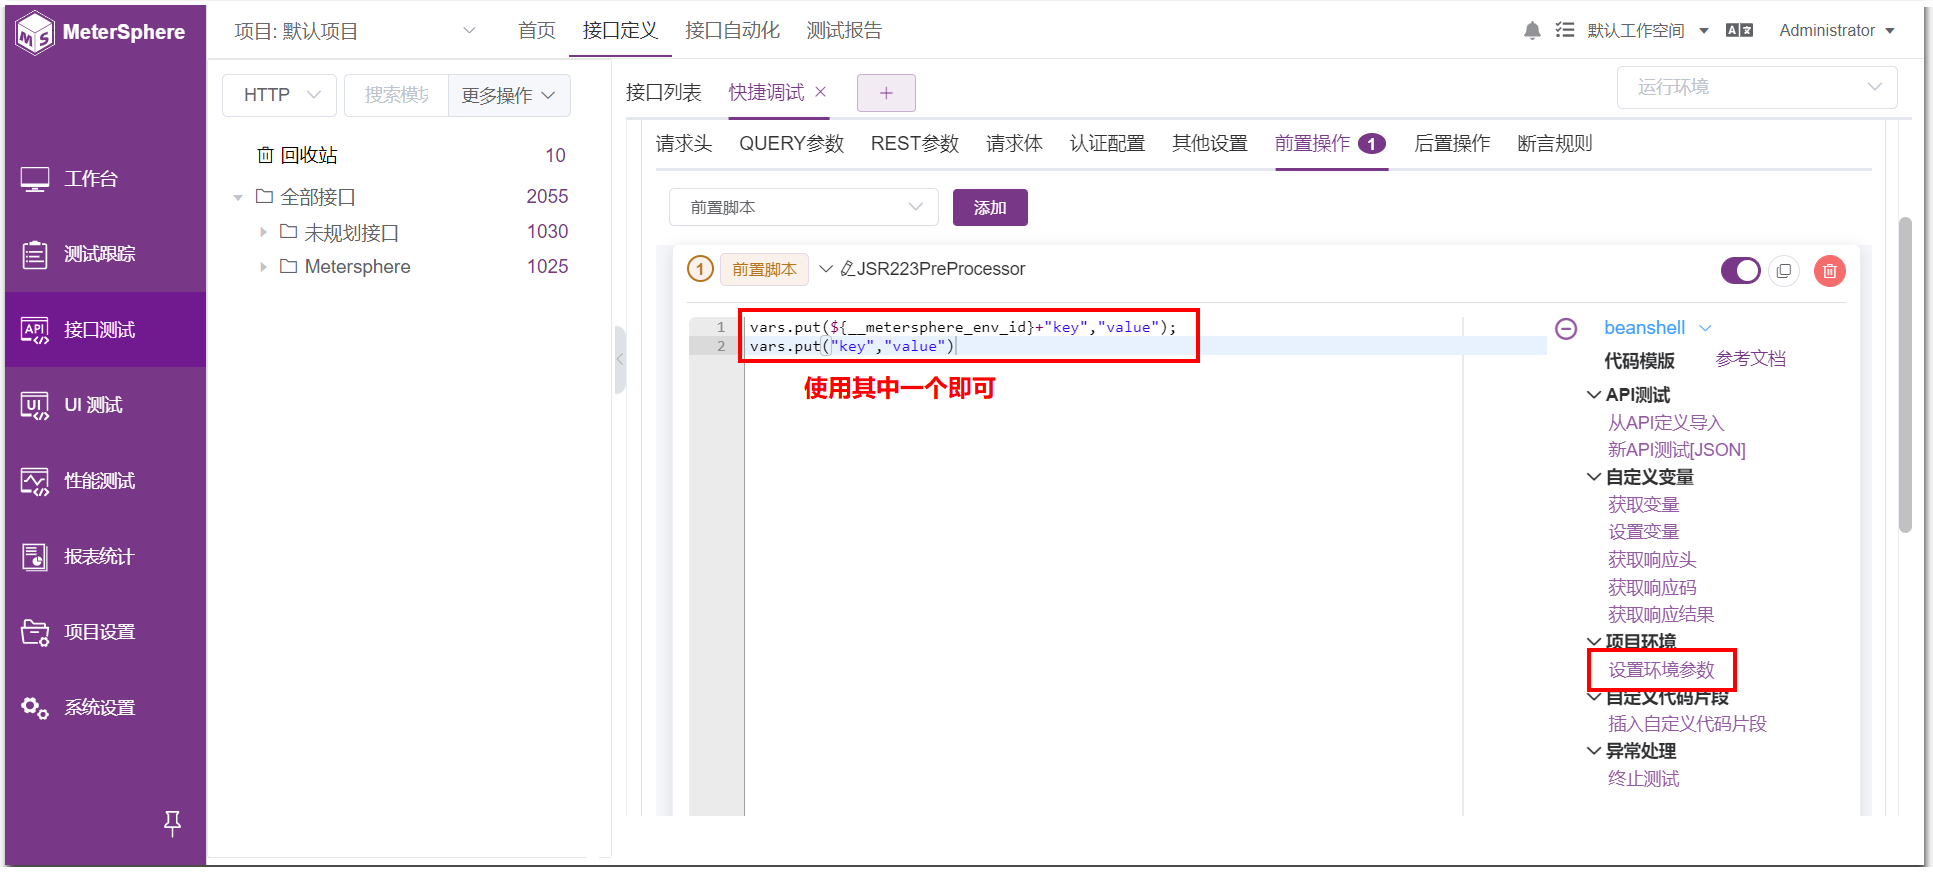 MeterSphere
项目: 默认项目
首页
接口定义
接口自动化
测试报告
默认工作空间
Administrator
工作台
测试跟踪
接口测试
UI 测试
性能测试
报表统计
项目设置
系统设置
HTTP
搜索模块
更多操作
回收站 10
全部接口 2055
未规划接口 1030
Metersphere 1025
接口列表
快捷调试
运行环境
请求头
QUERY参数
REST参数
请求体
认证配置
其他设置
前置操作 1
后置操作
断言规则
前置脚本
添加
1 前置脚本 JSR223PreProcessor
1 vars.put(${__metersphere_env_id}+"key","value");
2 vars.put("key","value")
使用其中一个即可
beanshell
代码模版 参考文档
API测试
从API定义导入
新API测试[JSON]
自定义变量
获取变量
设置变量
获取响应头
获取响应码
获取响应结果
项目环境
设置环境参数
自定义代码片段
插入自定义代码片段
异常处理
终止测试